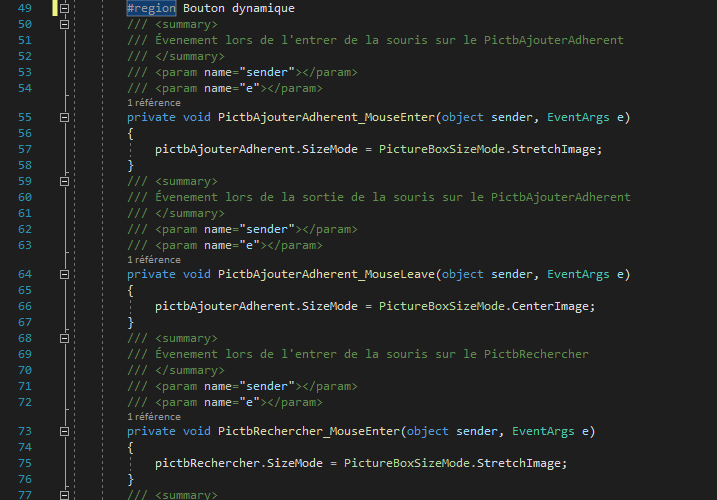 49 #region Bouton dynamique
50 /// <summary>
51 /// Évenement lors de l'entrer de la souris sur le PictbAjouterAdherent
52 /// </summary>
53 /// <param name="sender"></param>
54 /// <param name="e"></param>
1 référence
55 private void PictbAjouterAdherent_MouseEnter(object sender, EventArgs e)
56 {
57 pictbAjouterAdherent.SizeMode = PictureBoxSizeMode.StretchImage;
58 }
59 /// <summary>
60 /// Évenement lors de la sortie de la souris sur le PictbAjouterAdherent
61 /// </summary>
62 /// <param name="sender"></param>
63 /// <param name="e"></param>
1 référence
64 private void PictbAjouterAdherent_MouseLeave(object sender, EventArgs e)
65 {
66 pictbAjouterAdherent.SizeMode = PictureBoxSizeMode.CenterImage;
67 }
68 /// <summary>
69 /// Évenement lors de l'entrer de la souris sur le PictbRechercher
70 /// </summary>
71 /// <param name="sender"></param>
72 /// <param name="e"></param>
1 référence
73 private void PictbRechercher_MouseEnter(object sender, EventArgs e)
74 {
75 pictbRechercher.SizeMode = PictureBoxSizeMode.StretchImage;
76 }
77 /// <summary>